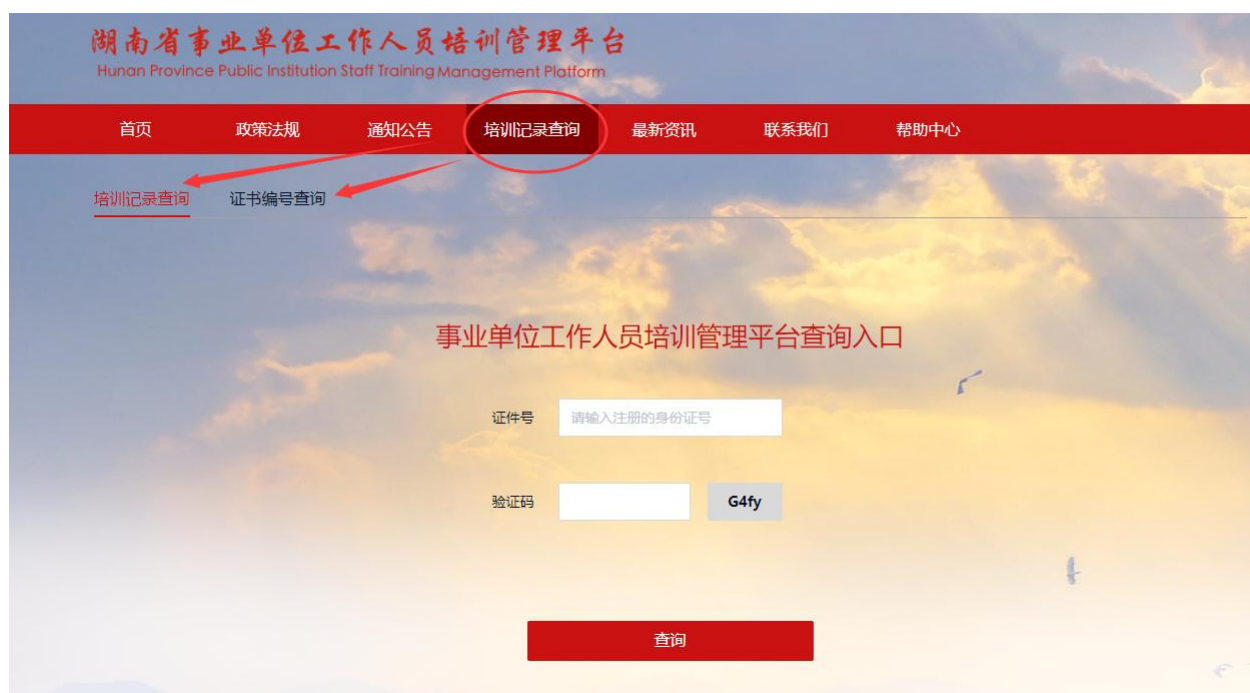 湖南省事业单位工作人员培训管理平台
Hunan Province Public Institution Staff Training Management Platform
首页 政策法规 通知公告 培训记录查询 最新资讯 联系我们 帮助中心
培训记录查询 证书编号查询
事业单位工作人员培训管理平台查询入口
证件号 请输入注册的身份证号
验证码 G4fy
查询